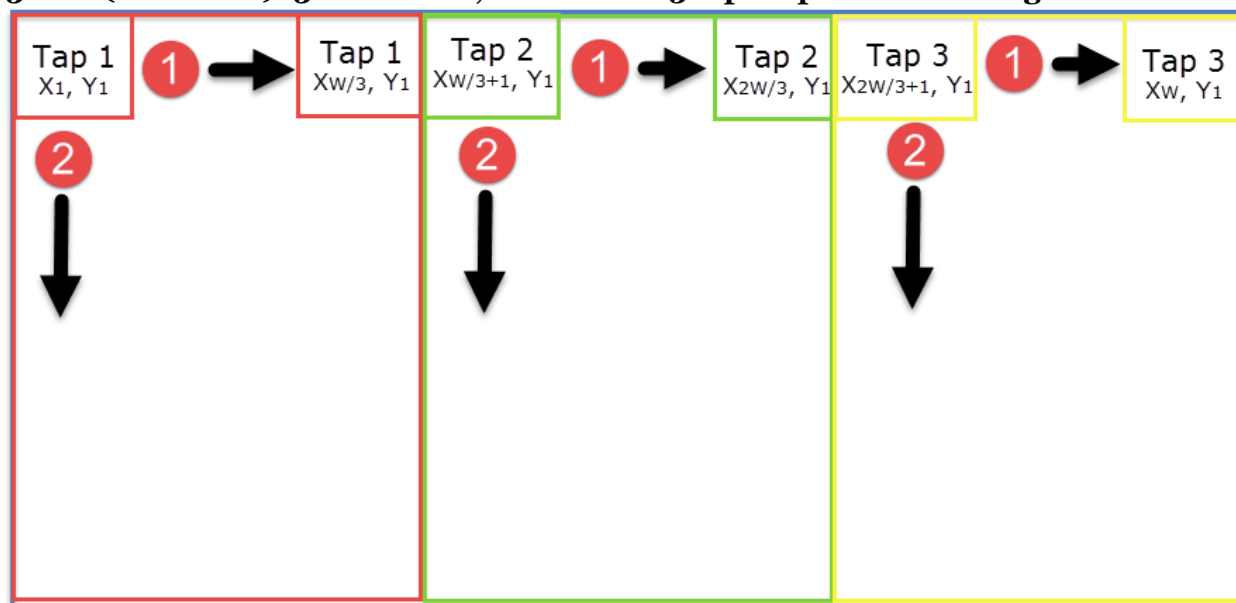 Tap 1 1 Tap 1 Tap 2 1 Tap 2 Tap 3 1 Tap 3
X1, Y1 XW/3, Y1 XW/3+1, Y1 X2W/3, Y1 X2W/3+1, Y1 XW, Y1
2 2 2